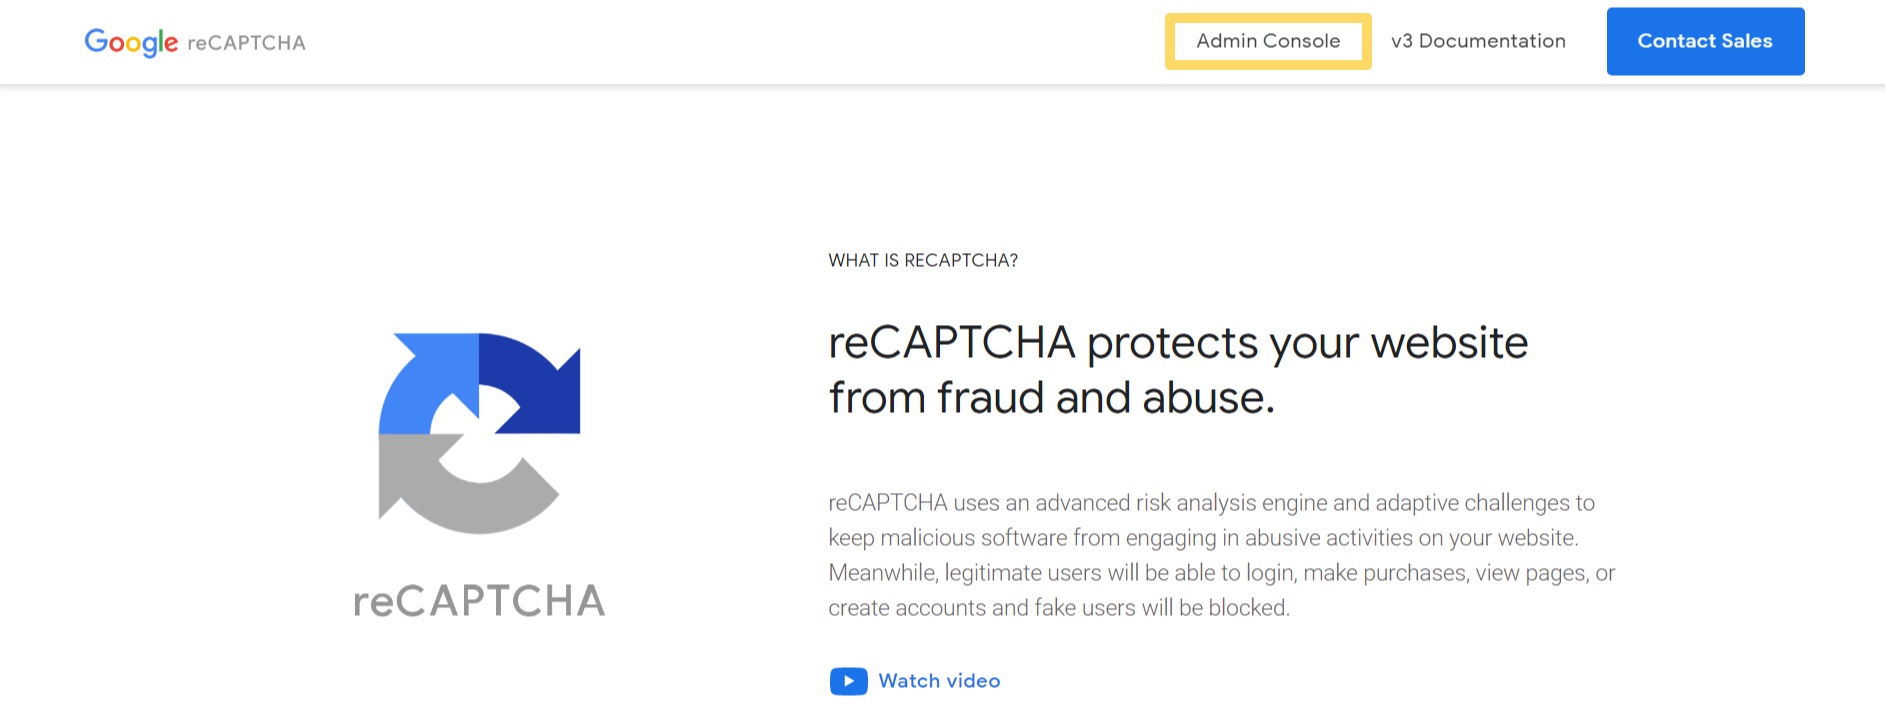 Google reCAPTCHA
Admin Console
v3 Documentation
Contact Sales
WHAT IS RECAPTCHA?
reCAPTCHA protects your website
from fraud and abuse.
reCAPTCHA uses an advanced risk analysis engine and adaptive challenges to
keep malicious software from engaging in abusive activities on your website.
Meanwhile, legitimate users will be able to login, make purchases, view pages, or
create accounts and fake users will be blocked.
Watch video
reCAPTCHA